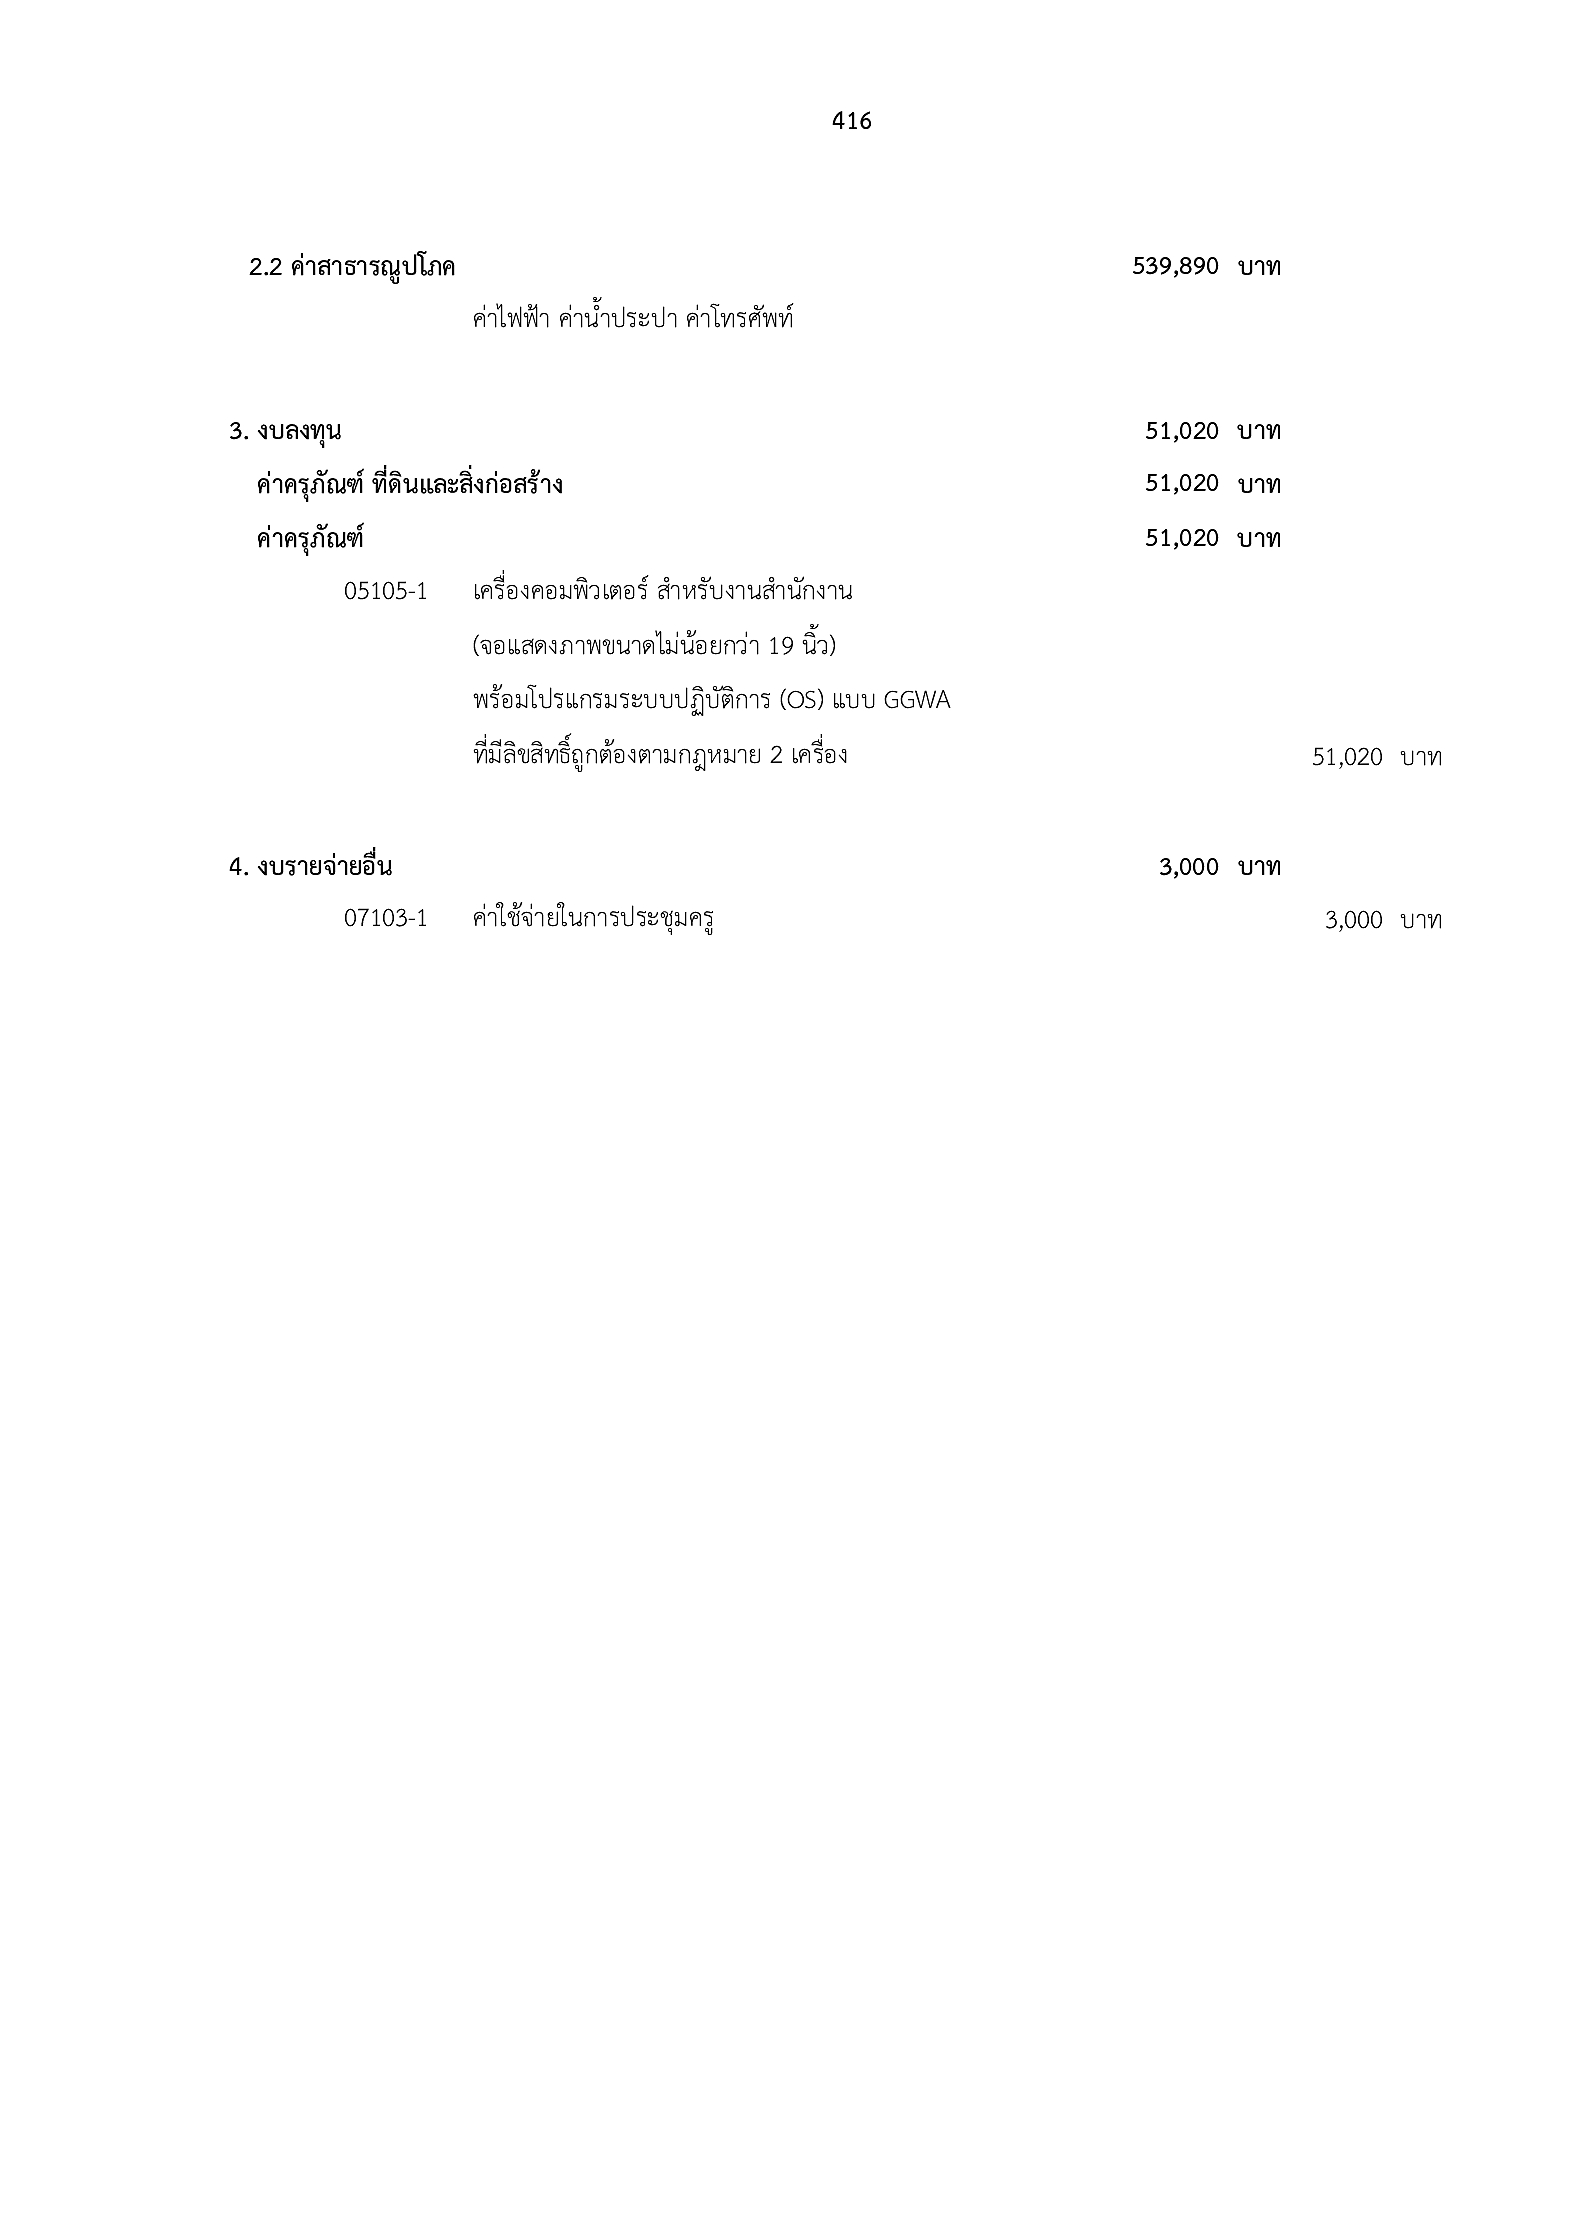 416
2.2 ค่าสาธารณูปโภค 539,890 บาท
ค่าไฟฟ้า ค่าน้ำประปา ค่าโทรศัพท์
3. งบลงทุน 51,020 บาท
ค่าครุภัณฑ์ ที่ดินและสิ่งก่อสร้าง 51,020 บาท
ค่าครุภัณฑ์ 51,020 บาท
05105-1 เครื่องคอมพิวเตอร์ สำหรับงานสำนักงาน
(จอแสดงภาพขนาดไม่น้อยกว่า 19 นิ้ว)
พร้อมโปรแกรมระบบปฏิบัติการ (OS) แบบ GGWA
ที่มีลิขสิทธิ์ถูกต้องตามกฎหมาย 2 เครื่อง 51,020 บาท
4. งบรายจ่ายอื่น 3,000 บาท
07103-1 ค่าใช้จ่ายในการประชุมครู 3,000 บาท